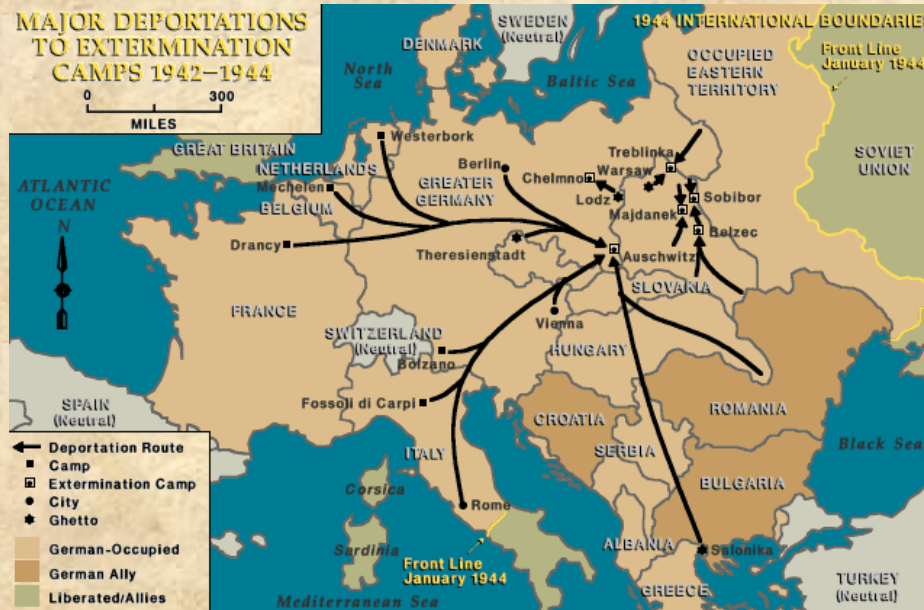 MAJOR DEPORTATIONS
TO EXTERMINATION
CAMPS 1942–1944
0 300
MILES
1944 INTERNATIONAL BOUNDARIE
Front Line
January 1944
SWEDEN
(Neutral)
DENMARK
North
Sea
Baltic Sea
OCCUPIED
EASTERN
TERRITORY
SOVIET
UNION
GREAT BRITAIN
ATLANTIC
OCEAN
N
Westerbork
NETHERLANDS
Mechelen
BELGIUM
Berlin
GREATER
GERMANY
Treblinka
Warsaw
Chelmno
Lodz
Sobibor
Majdanek
Belzec
Drancy
Theresienstadt
Auschwitz
SLOVAKIA
FRANCE
SWITZERLAND
(Neutral)
Vienna
HUNGARY
Bolzano
Fossoli di Carpi
ROMANIA
CROATIA
SPAIN
(Neutral)
ITALY
SERBIA
Black Sea
BULGARIA
Corsica
Rome
ALBANIA
Salonika
Sardinia
Front Line
January 1944
TURKEY
(Neutral)
GREECE
Mediterranean Sea
Deportation Route
Camp
Extermination Camp
City
Ghetto
German-Occupied
German Ally
Liberated/Allies